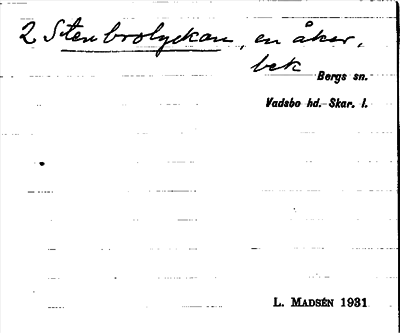 2 Stenbrolyckan, en åker,
bek
Bergs sn.
Vadsbo hd. Skar. l.
L. MADSÉN 1931